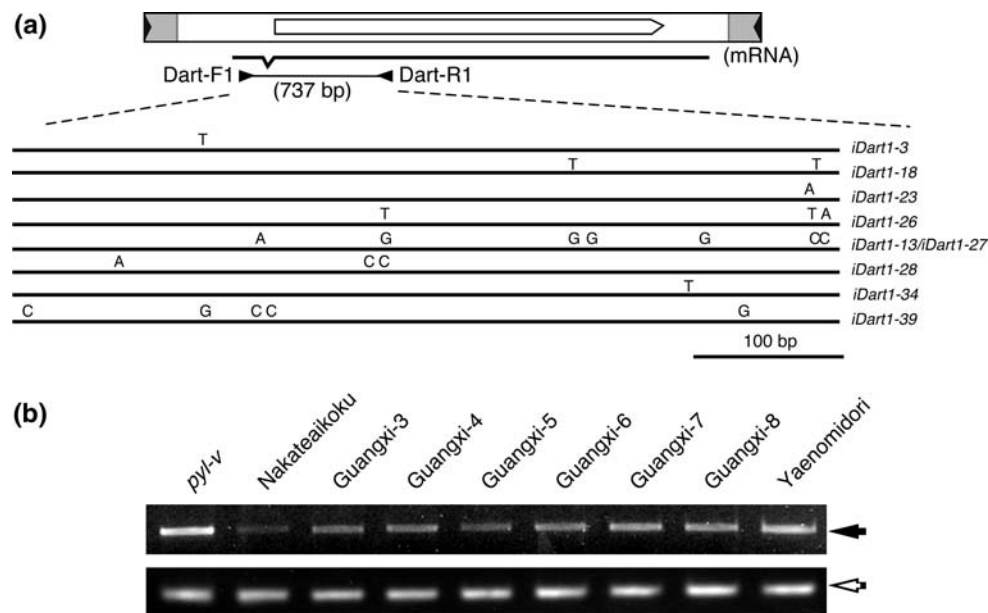 (a)
(mRNA)
Dart-F1 Dart-R1
(737 bp)
T
iDart1-3
T T
iDart1-18
A
iDart1-23
T T A
iDart1-26
A G G G G C C
iDart1-13/iDart1-27
A C C
iDart1-28
T
iDart1-34
C G C C G
iDart1-39
100 bp
(b)
pyl-v
Nakateaikoku
Guangxi-3
Guangxi-4
Guangxi-5
Guangxi-6
Guangxi-7
Guangxi-8
Yaenomidori